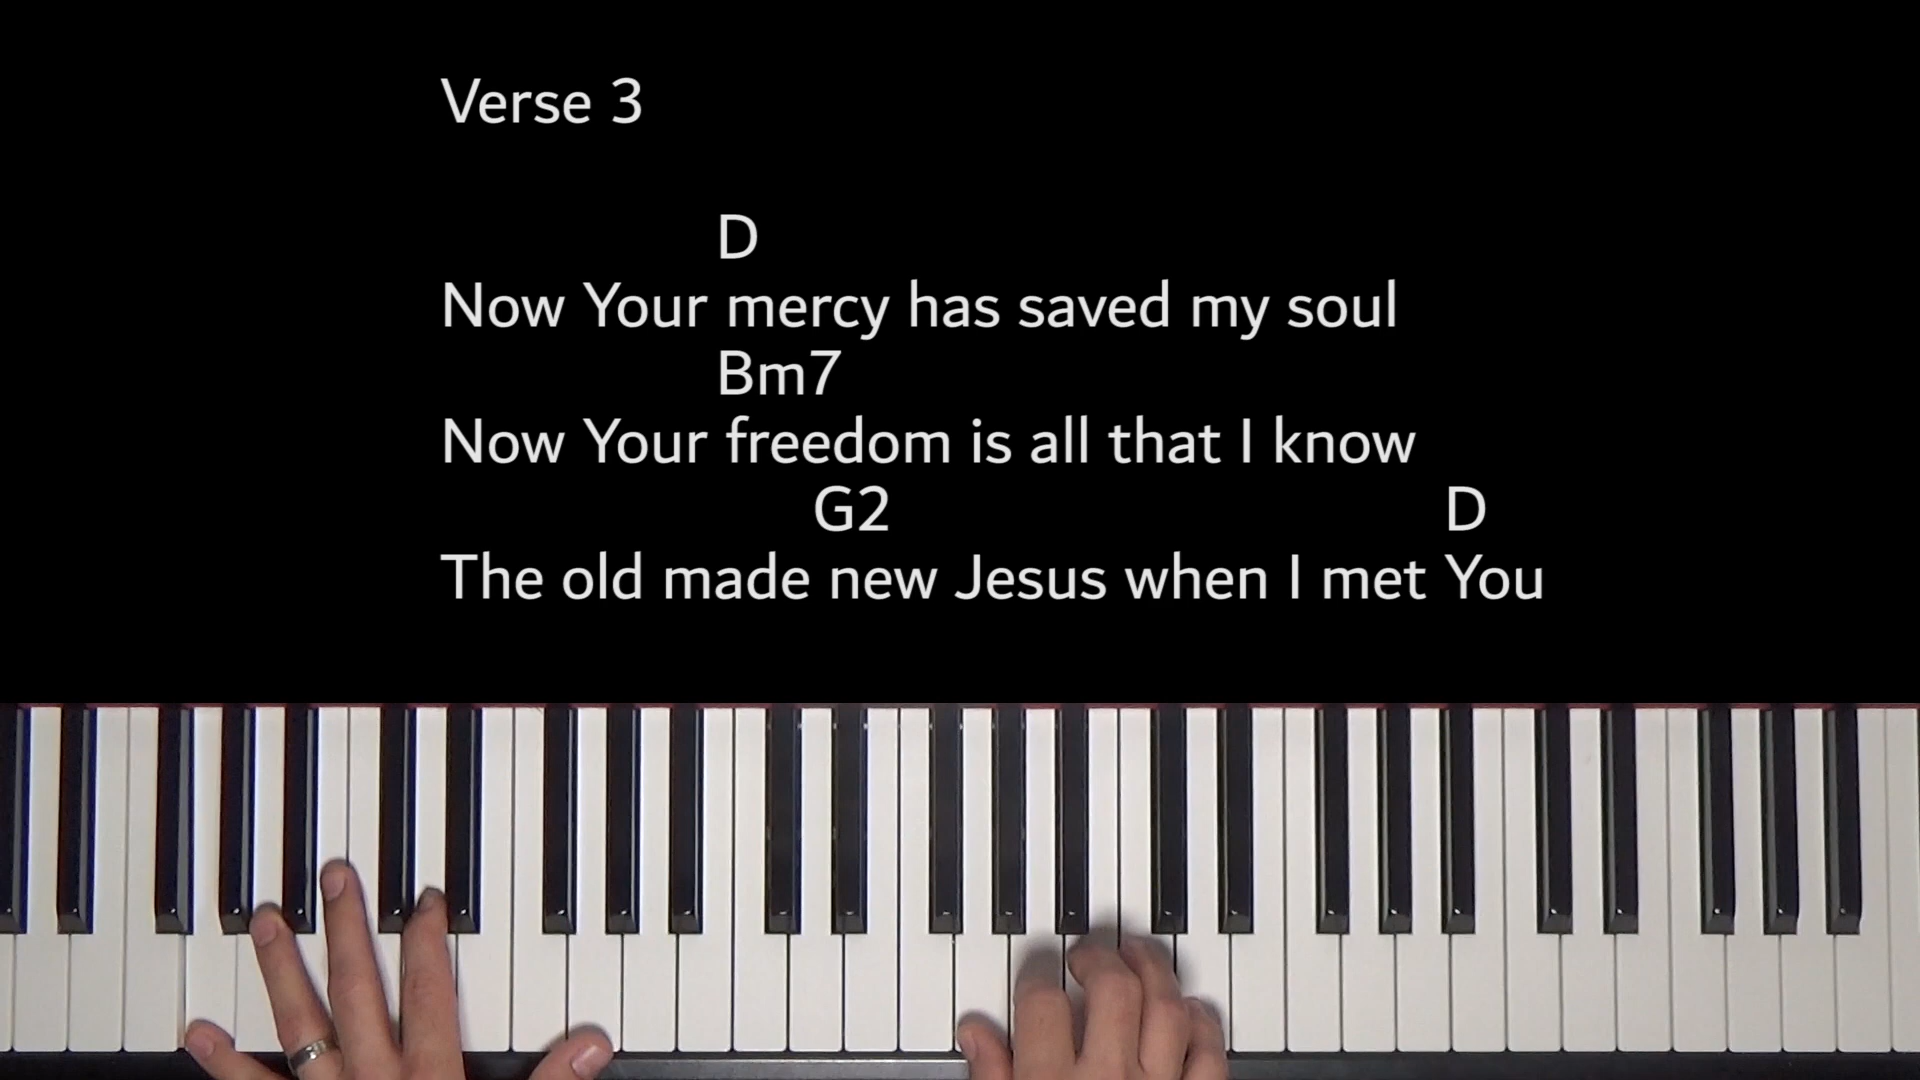 Verse 3
D
Now Your mercy has saved my soul
Bm7
Now Your freedom is all that I know
G2 D
The old made new Jesus when I met You